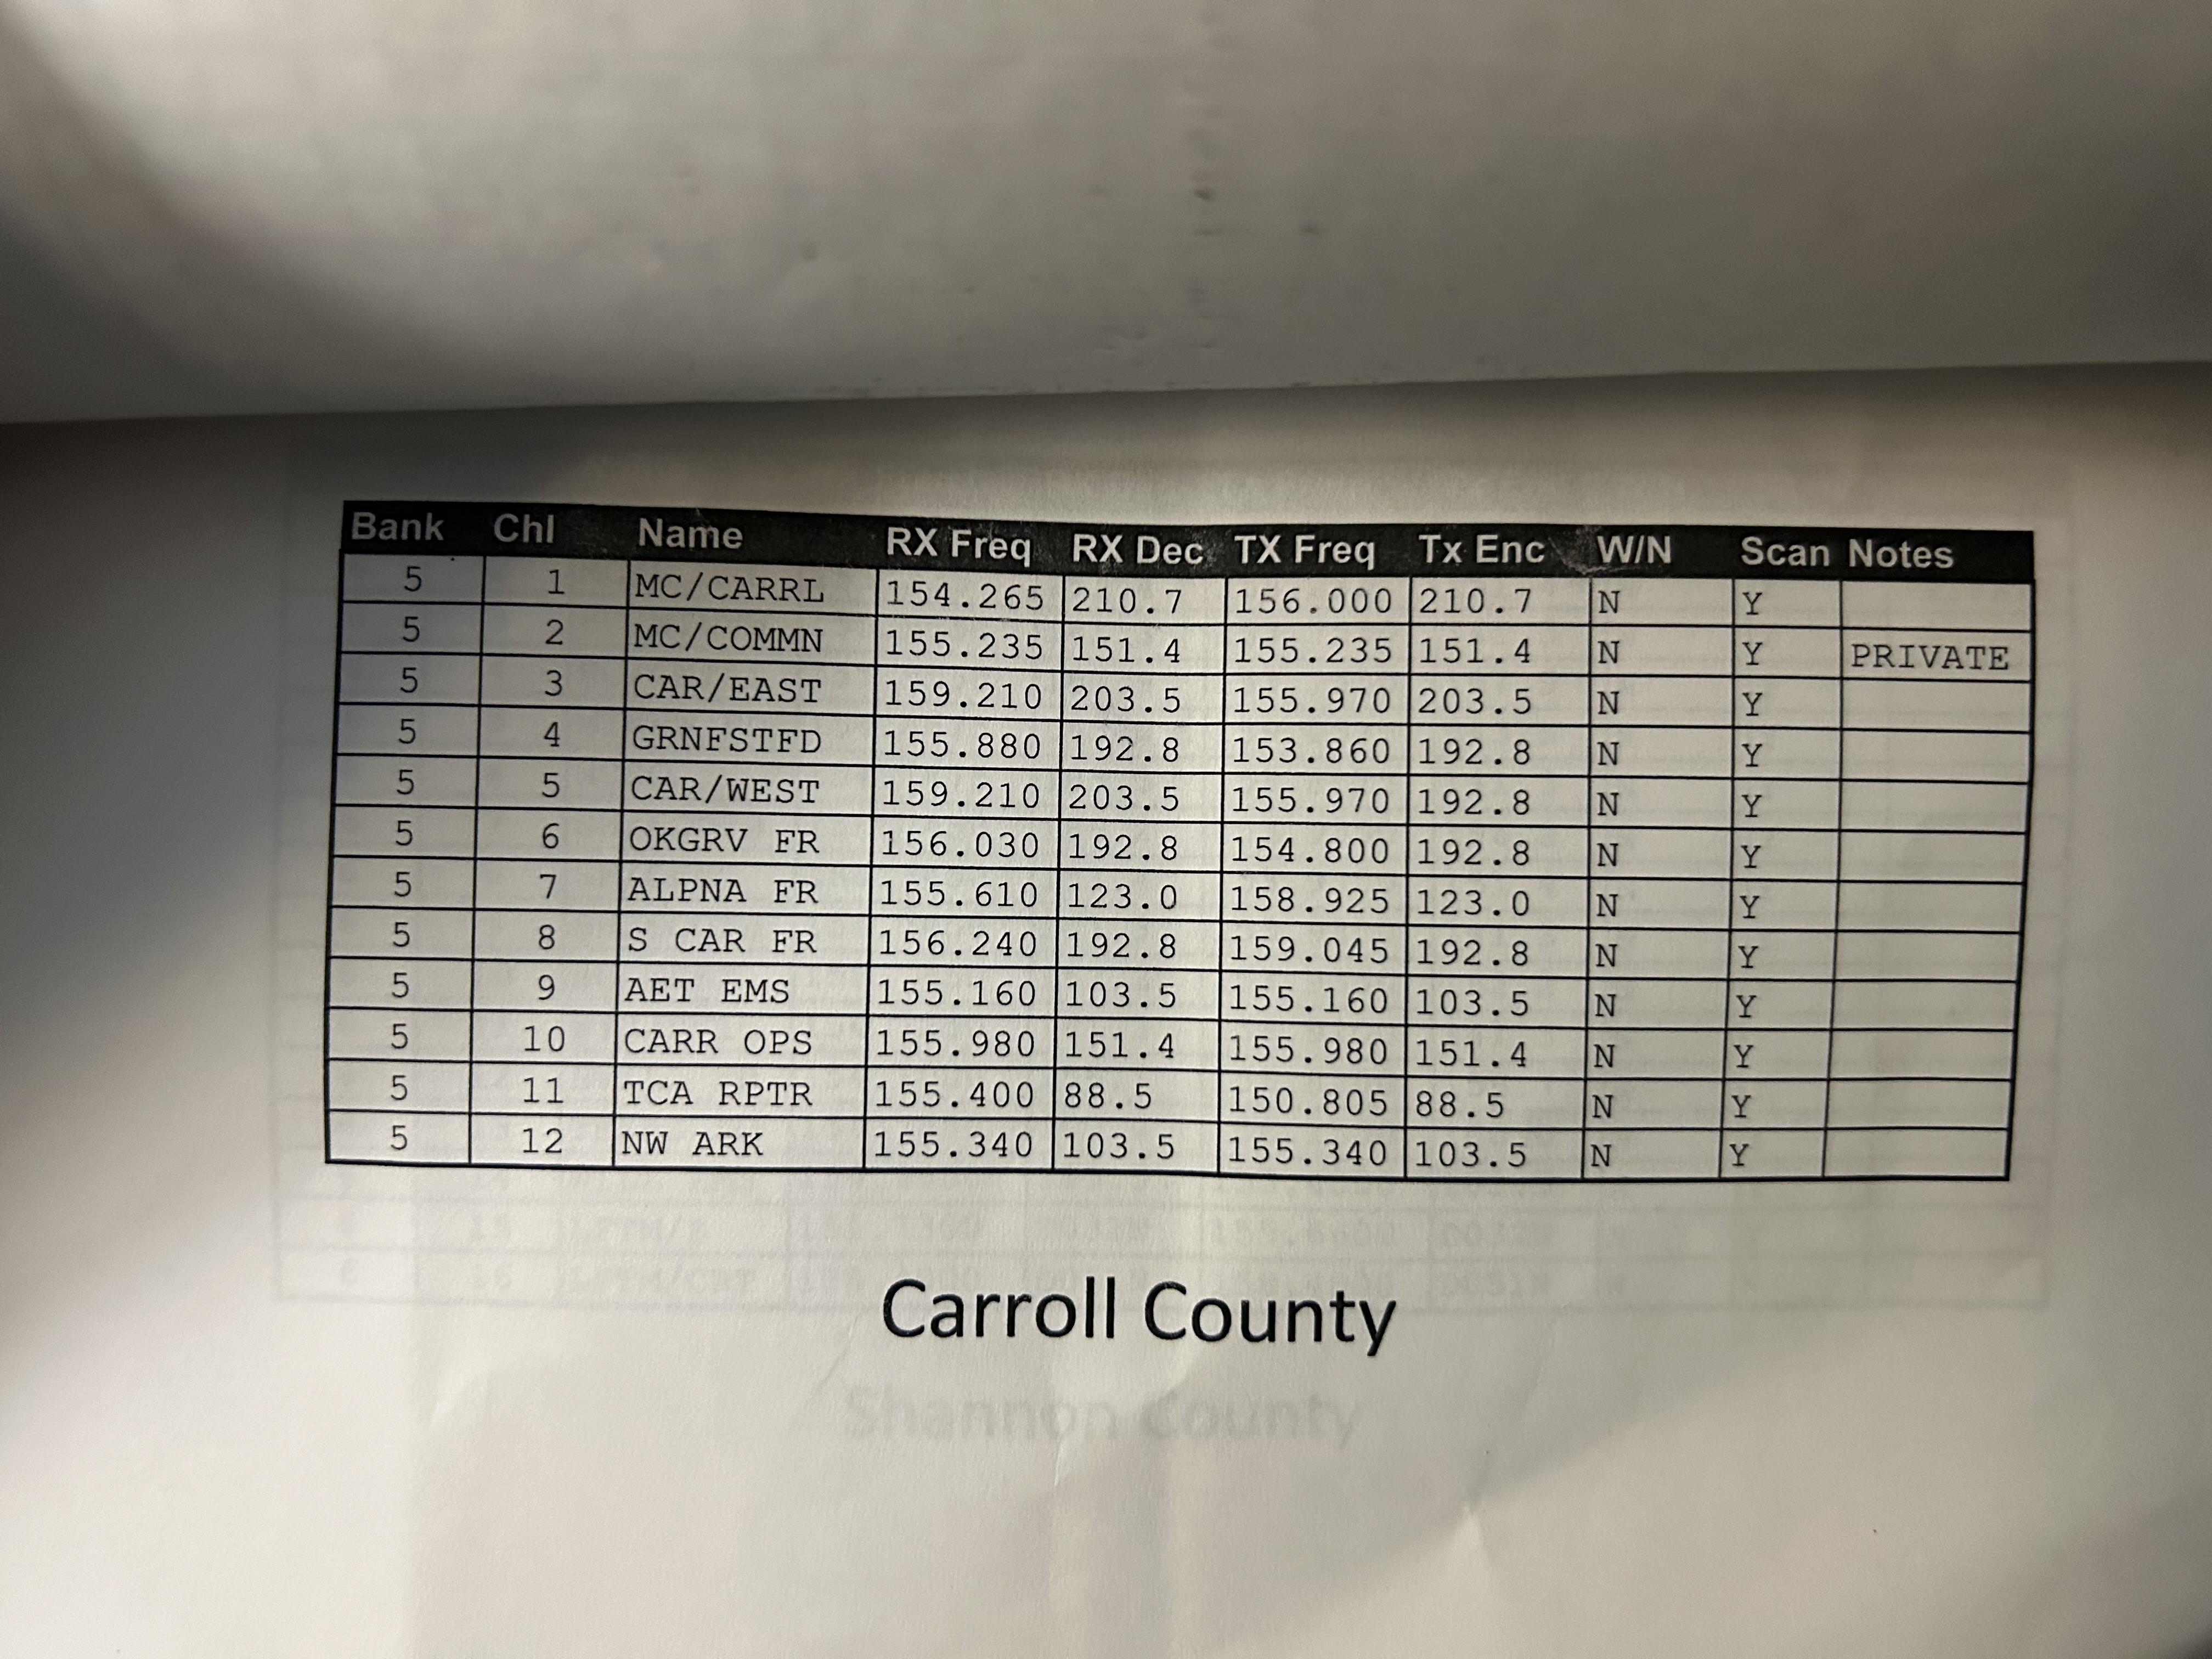 Bank Chl Name RX Freq RX Dec TX Freq Tx Enc W/N Scan Notes
5 1 MC/CARRL 154.265 210.7 156.000 210.7 N Y
5 2 MC/COMMN 155.235 151.4 155.235 151.4 N Y PRIVATE
5 3 CAR/EAST 159.210 203.5 155.970 203.5 N Y
5 4 GRNFSTFD 155.880 192.8 153.860 192.8 N Y
5 5 CAR/WEST 159.210 203.5 155.970 192.8 N Y
5 6 OKGRV FR 156.030 192.8 154.800 192.8 N Y
5 7 ALPNA FR 155.610 123.0 158.925 123.0 N Y
5 8 S CAR FR 156.240 192.8 159.045 192.8 N Y
5 9 AET EMS 155.160 103.5 155.160 103.5 N Y
5 10 CARR OPS 155.980 151.4 155.980 151.4 N Y
5 11 TCA RPTR 155.400 88.5 150.805 88.5 N Y
5 12 NW ARK 155.340 103.5 155.340 103.5 N Y
Carroll County
Shannon County